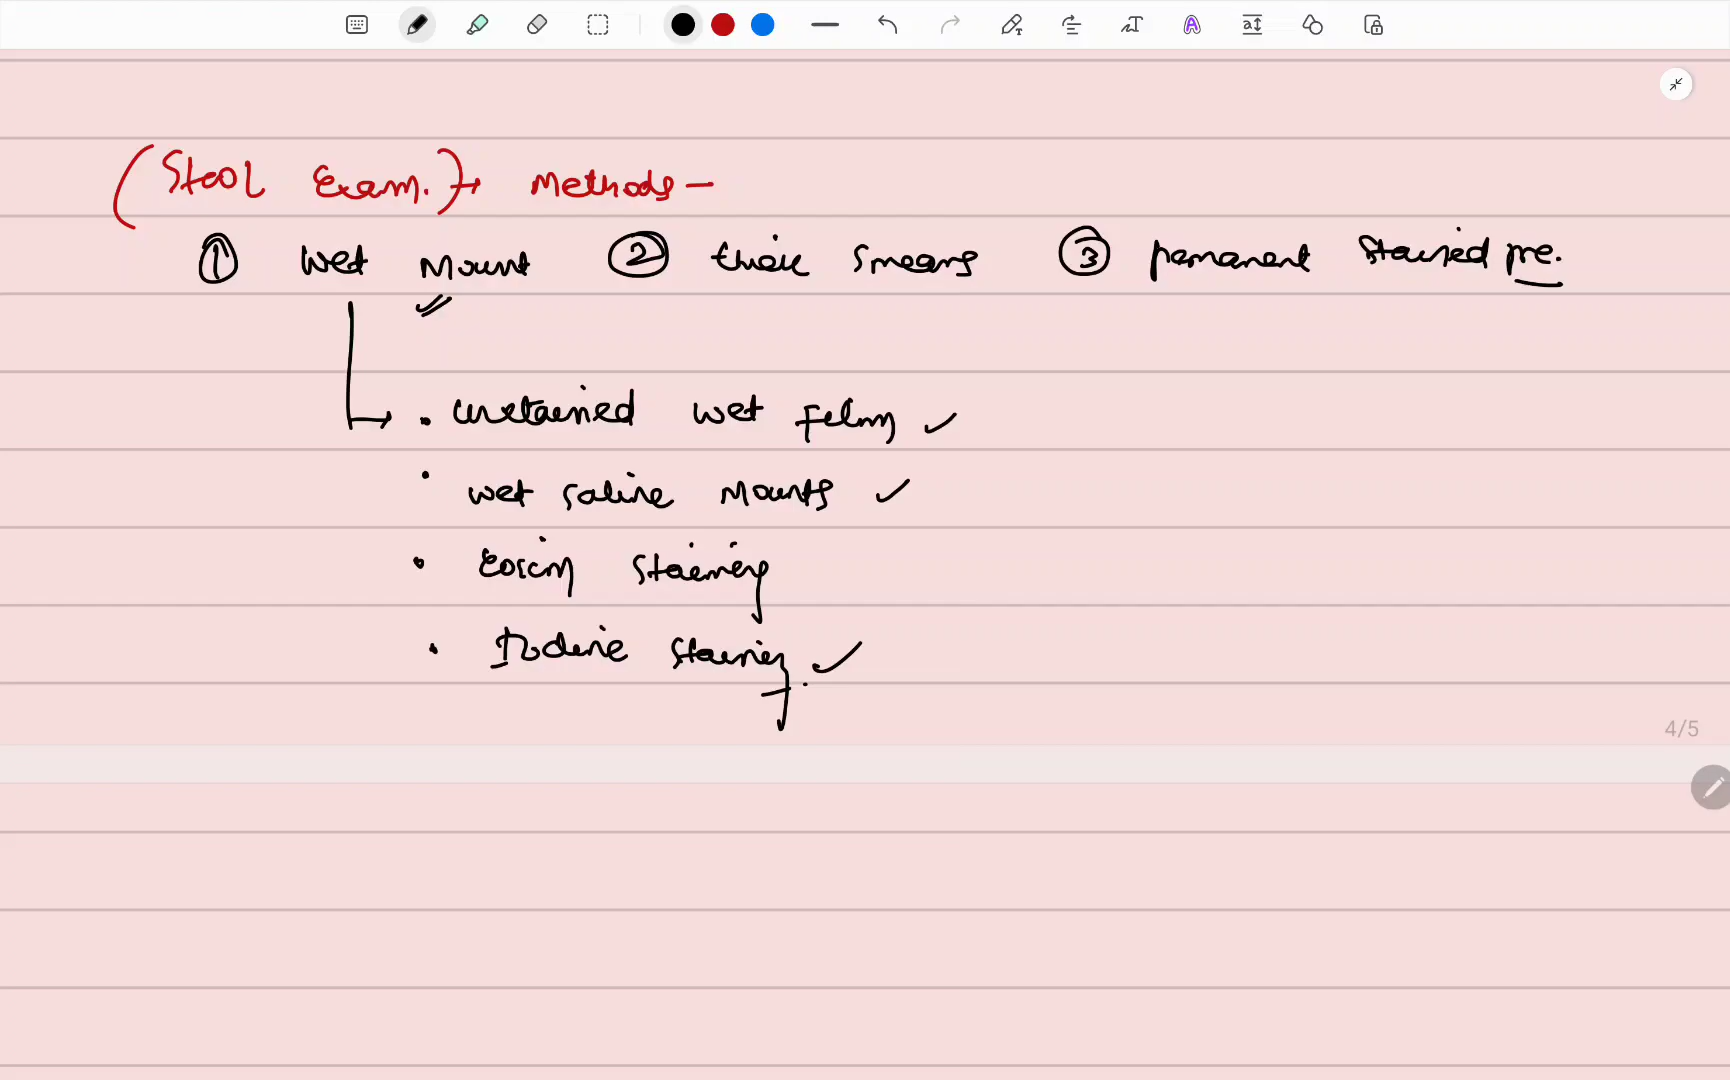 (Stool Exam.) → Methods –
① Wet Mount ② thick Smears ③ permanent Stained pre.
→ • unstained wet film ✓
• wet saline mounts ✓
• Eosin Staining
• Iodine Staining ✓
4/5